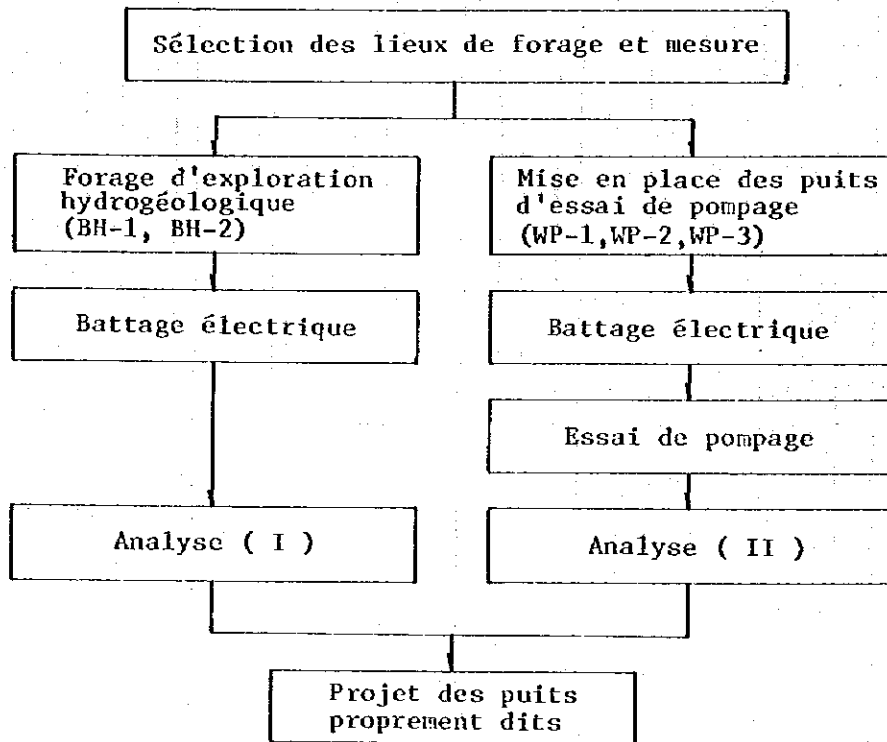 Sélection des lieux de forage et mesure
Forage d'exploration
hydrogéologique
(BH-1, BH-2)
Mise en place des puits
d'essai de pompage
(WP-1,WP-2,WP-3)
Battage électrique
Battage électrique
Essai de pompage
Analyse ( I )
Analyse ( II )
Projet des puits
proprement dits